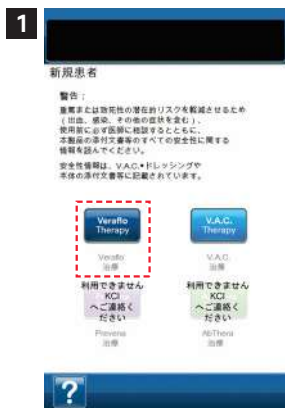 1
新規患者
警告：
重篤または致死性の潜在的リスクを軽減させるため
（出血、感染、その他の症状を含む）、
使用前に必ず医師に相談するとともに、
本製品の添付文書等のすべての安全性に関する
情報を読んでください。
安全性情報は、V.A.C.®ドレッシングや
本体の添付文書等に記載されています。
Veraflo
Therapy
V.A.C.
Therapy
Veraflo
治療
V.A.C.
治療
利用できません
KCI
へご連絡く
ださい
利用できません
KCI
へご連絡く
ださい
Prevena
治療
AbThera
治療
?